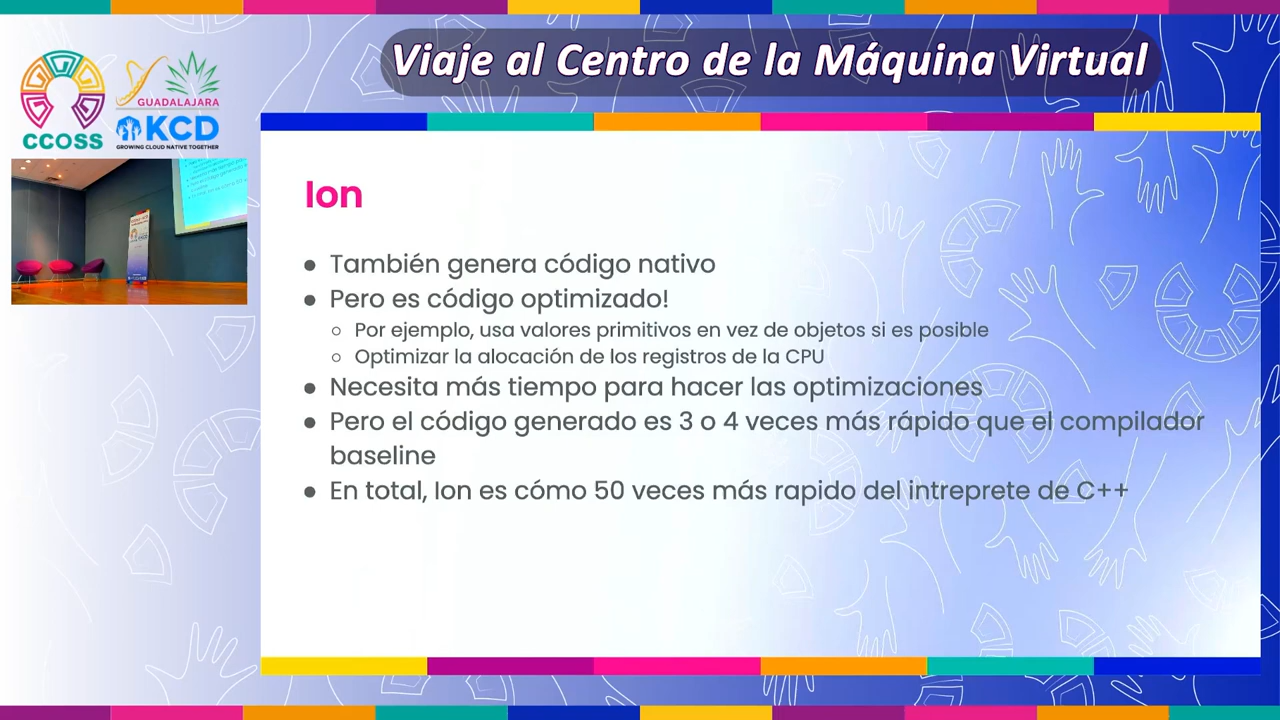 Viaje al Centro de la Máquina Virtual
CCOSS
GUADALAJARA
KCD
GROWING CLOUD NATIVE TOGETHER
Ion
● También genera código nativo
● Pero es código optimizado!
○ Por ejemplo, usa valores primitivos en vez de objetos si es posible
○ Optimizar la alocación de los registros de la CPU
● Necesita más tiempo para hacer las optimizaciones
● Pero el código generado es 3 o 4 veces más rápido que el compilador
baseline
● En total, Ion es cómo 50 veces más rapido del intreprete de C++